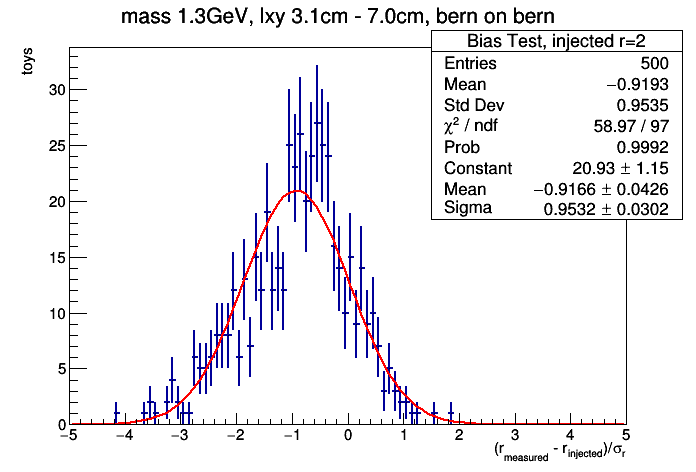 mass 1.3GeV, lxy 3.1cm - 7.0cm, bern on bern
Bias Test, injected r=2
Entries 500
Mean −0.9193
Std Dev 0.9535
χ² / ndf 58.97 / 97
Prob 0.9992
Constant 20.93 ± 1.15
Mean −0.9166 ± 0.0426
Sigma 0.9532 ± 0.0302
toys
30
25
20
15
10
5
0
−5 −4 −3 −2 −1 0 1 2 3 4 5
(r_measured - r_injected)/σ_r